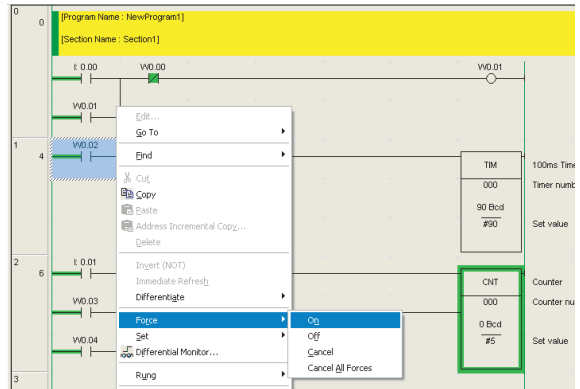 0
0
[Program Name : NewProgram1]
[Section Name : Section1]
I: 0.00
W0.00
W0.01
W0.01
1
4
W0.02
Edit...
Go To
Find
Cut
Copy
Paste
Address Incremental Copy...
Delete
Invert (NOT)
Immediate Refresh
Differentiate
Force
Set
Differential Monitor...
Rung
On
Off
Cancel
Cancel All Forces
TIM
100ms Time
000
Timer numb
90 Bcd
#90
Set value
2
6
I: 0.01
CNT
Counter
W0.03
000
Counter nu
0 Bcd
W0.04
#5
Set value
3